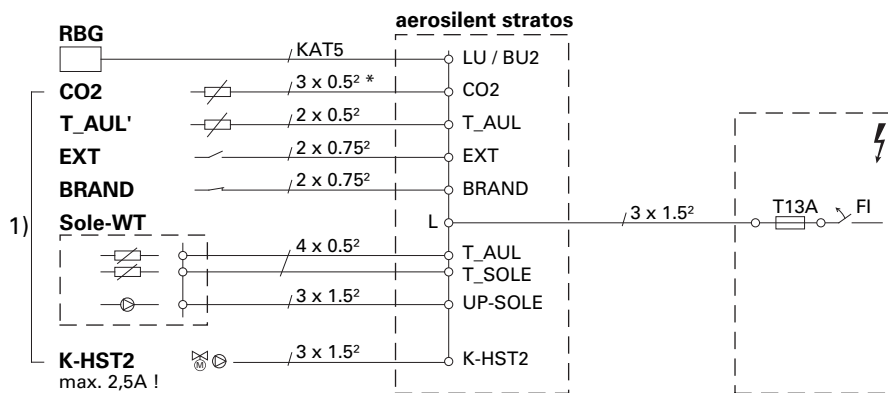 aerosilent stratos
RBG KAT5 LU / BU2
CO2 3 x 0.5² * CO2
T_AUL' 2 x 0.5² T_AUL
EXT 2 x 0.75² EXT
BRAND 2 x 0.75² BRAND
1) Sole-WT L 3 x 1.5² T13A FI
4 x 0.5² T_AUL
T_SOLE
3 x 1.5² UP-SOLE
K-HST2 M 3 x 1.5² K-HST2
max. 2,5A !